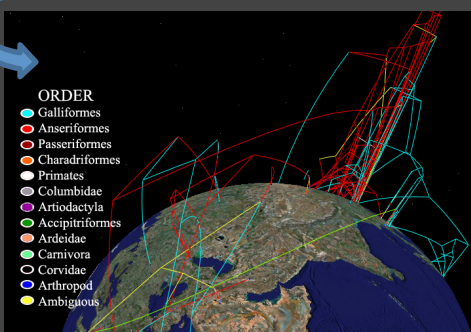 ORDER
Galliformes
Anseriformes
Passeriformes
Charadriformes
Primates
Columbidae
Artiodactyla
Accipitriformes
Ardeidae
Carnivora
Corvidae
Arthropod
Ambiguous